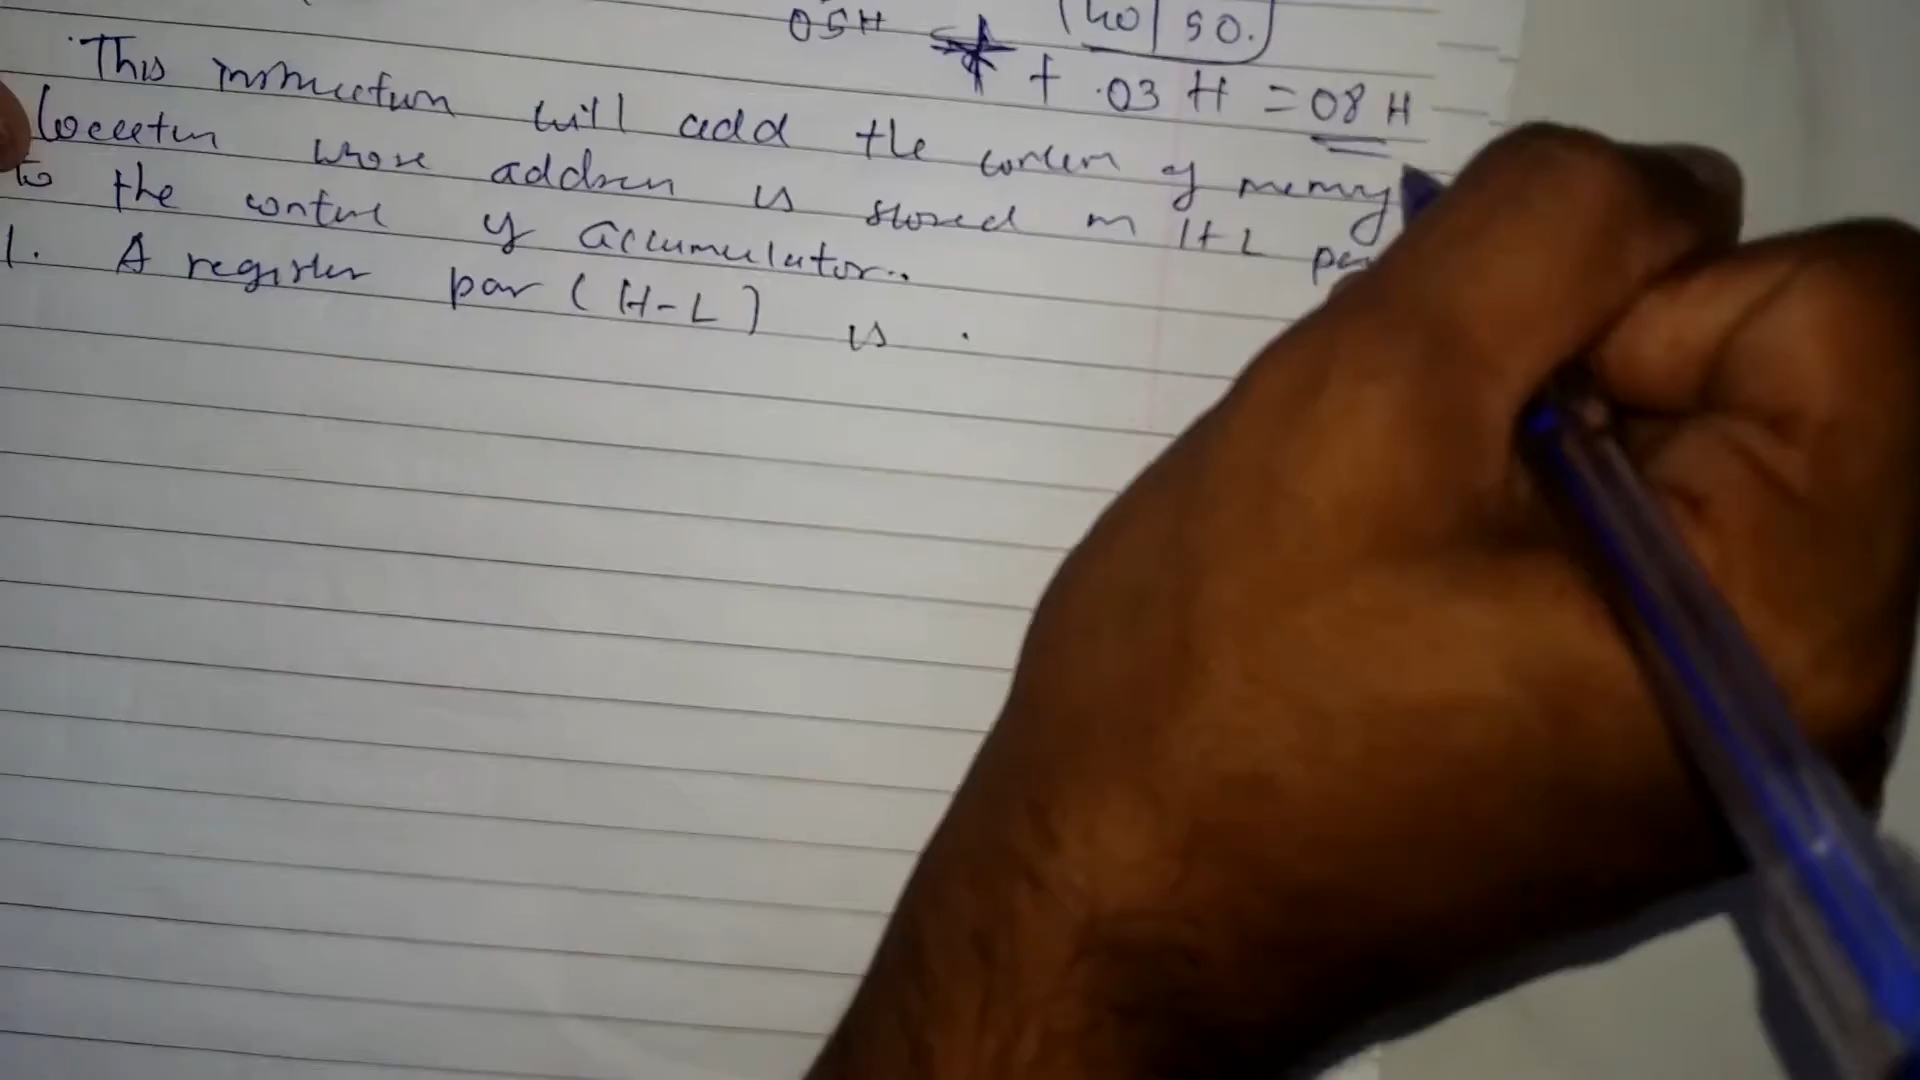 40 | 50.
05H + .03 H = 08 H
This instruction will add the content of memory
location whose address is stored in H L
to the content of accumulator..
1. A register pair (H-L) is .